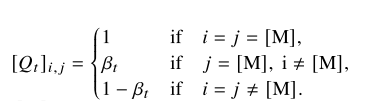 1 if i = j = [M],
[Q_t]_{i,j} = { β_t if j = [M], i ≠ [M],
1 − β_t if i = j ≠ [M].